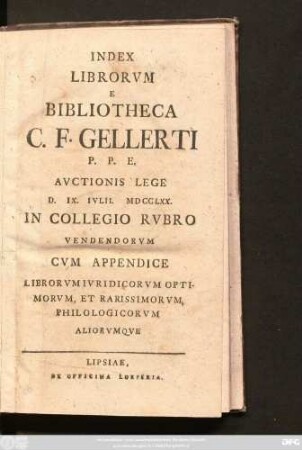 INDEX
LIBRORVM
E
BIBLIOTHECA
C. F. GELLERTI
P. P. E.
AVCTIONIS LEGE
D. IX. IVLII. MDCCLXX.
IN COLLEGIO RVBRO
VENDENDORVM
CVM APPENDICE
LIBRORVM IVRIDICORVM OPTI-
MORVM, ET RARISSIMORVM,
PHILOLOGICORVM
ALIORVMQVE
LIPSIAE,
EX OFFICINA LOEPERIA.